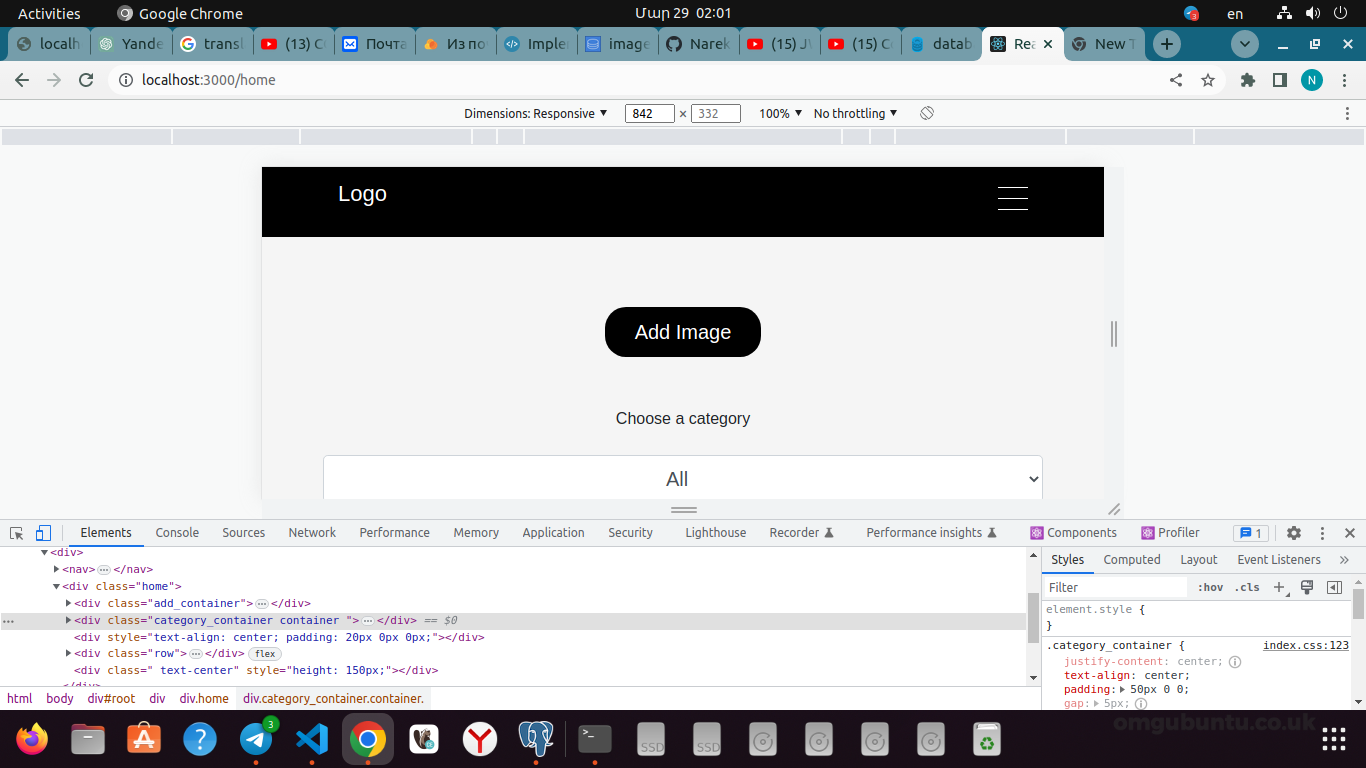 Activities Google Chrome Մար 29 02:01 3 en
localh Yande transl (13) C Почта Из по Imple image Narek (15) J (15) C datab Rea New T
localhost:3000/home N
Dimensions: Responsive 842 × 332 100% No throttling
Logo
Add Image
Choose a category
All
Elements Console Sources Network Performance Memory Application Security Lighthouse Recorder Performance insights Components Profiler 1
<div>
<nav>…</nav>
<div class="home">
<div class="add_container">…</div>
<div class="category_container container ">…</div> == $0
<div style="text-align: center; padding: 20px 0px 0px;"></div>
<div class="row">…</div> flex
<div class=" text-center" style="height: 150px;"></div>
html body div#root div div.home div.category_container.container.
Styles Computed Layout Event Listeners »
Filter :hov .cls
element.style {
}
.category_container { index.css:123
justify-content: center;
text-align: center;
padding: 50px 0 0;
gap: 5px;
omgubuntu.co.uk
3 >_ SSD SSD